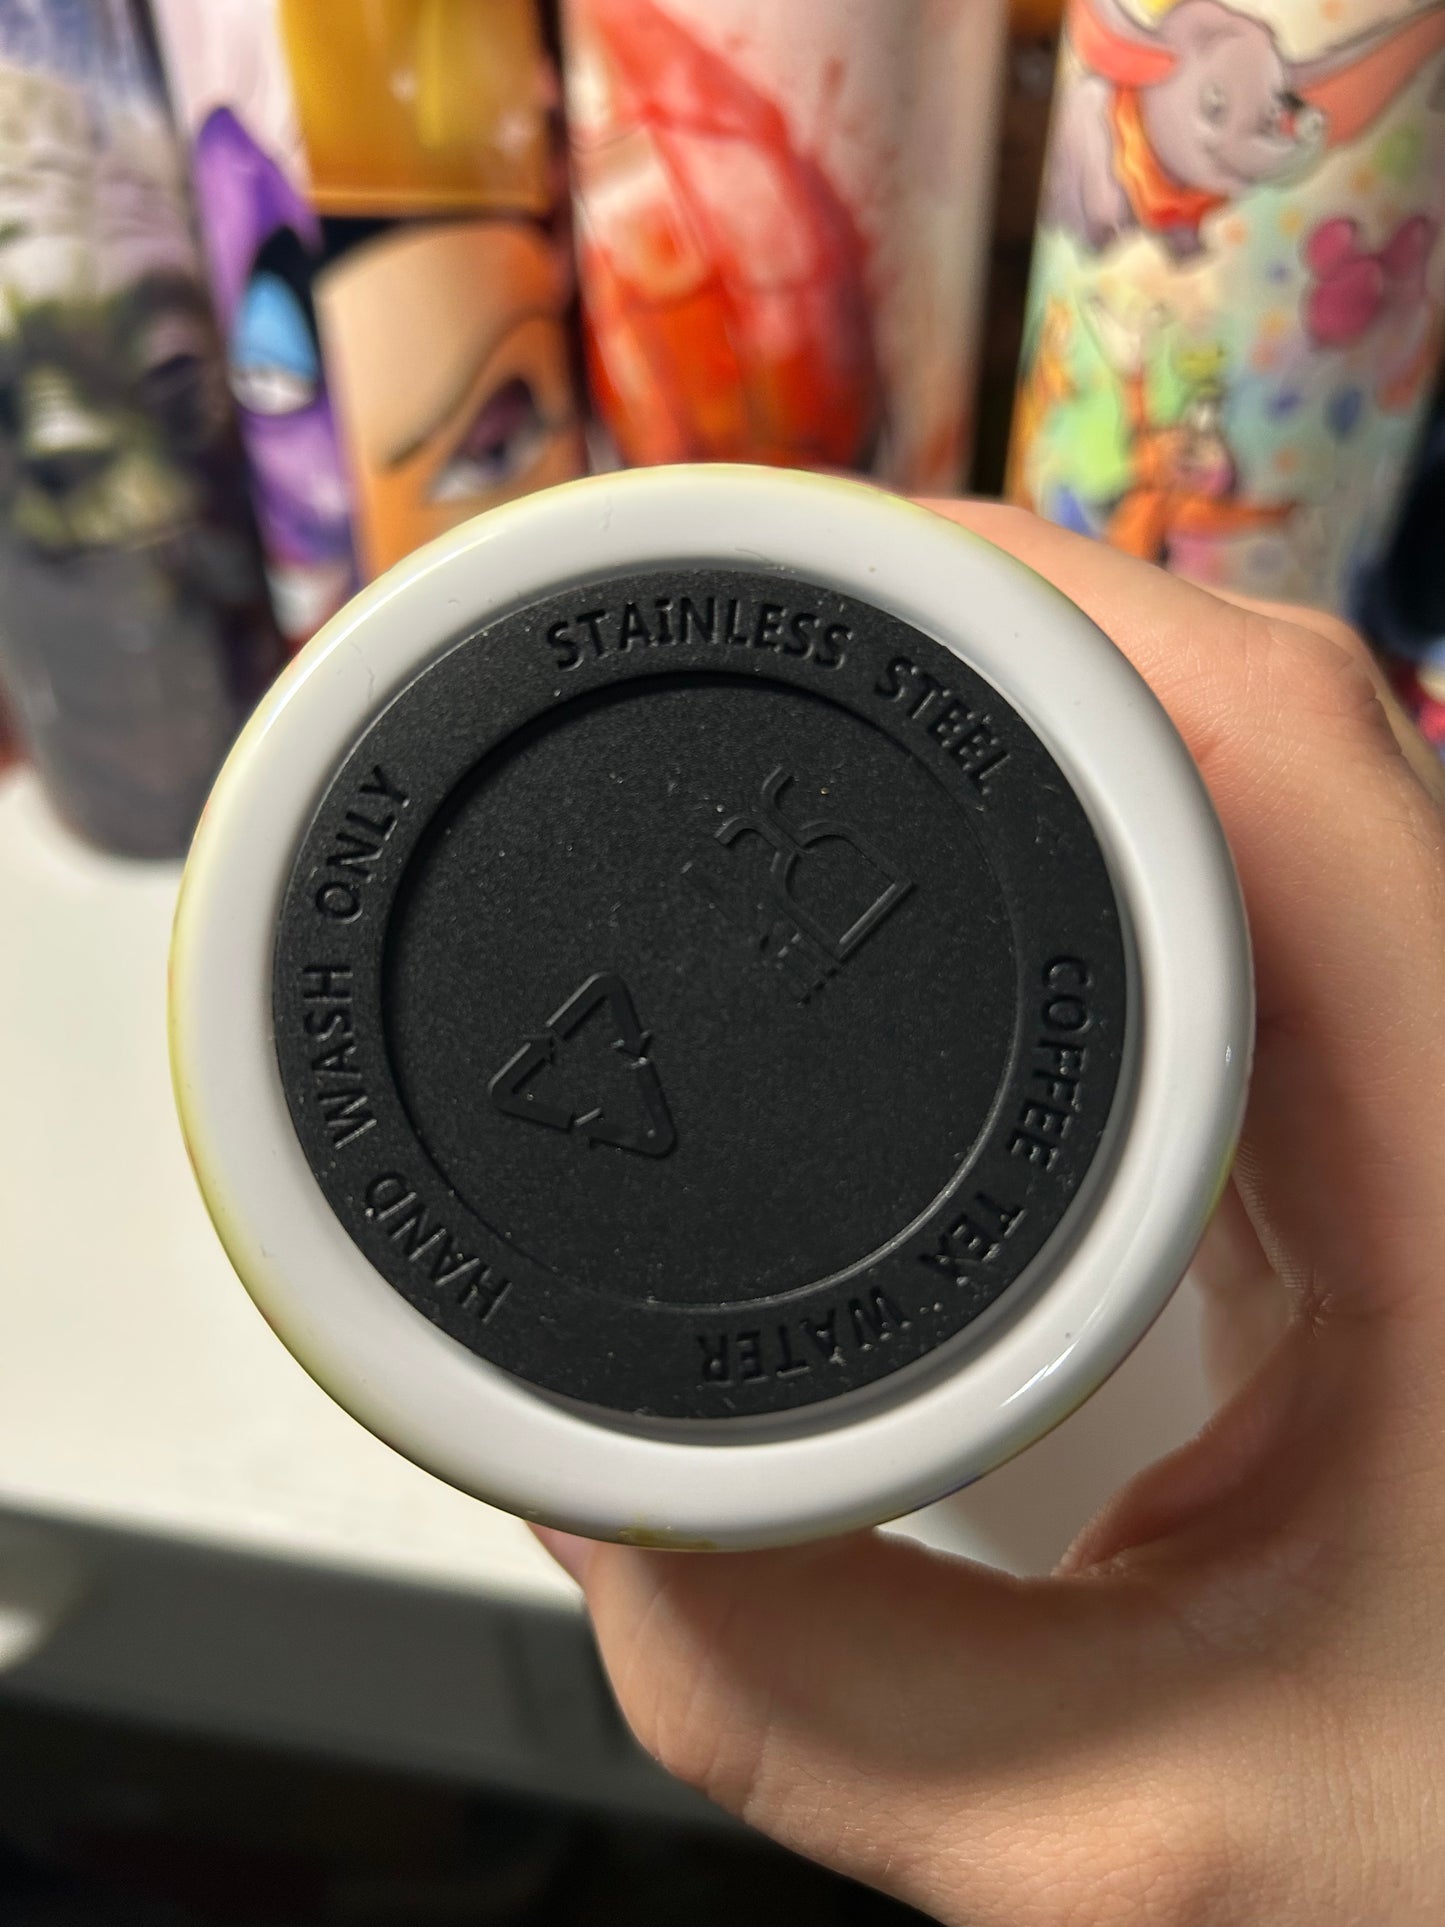 STAiNLESS STEEL
COFFEE TEA WATER
HAND WASH ONLY